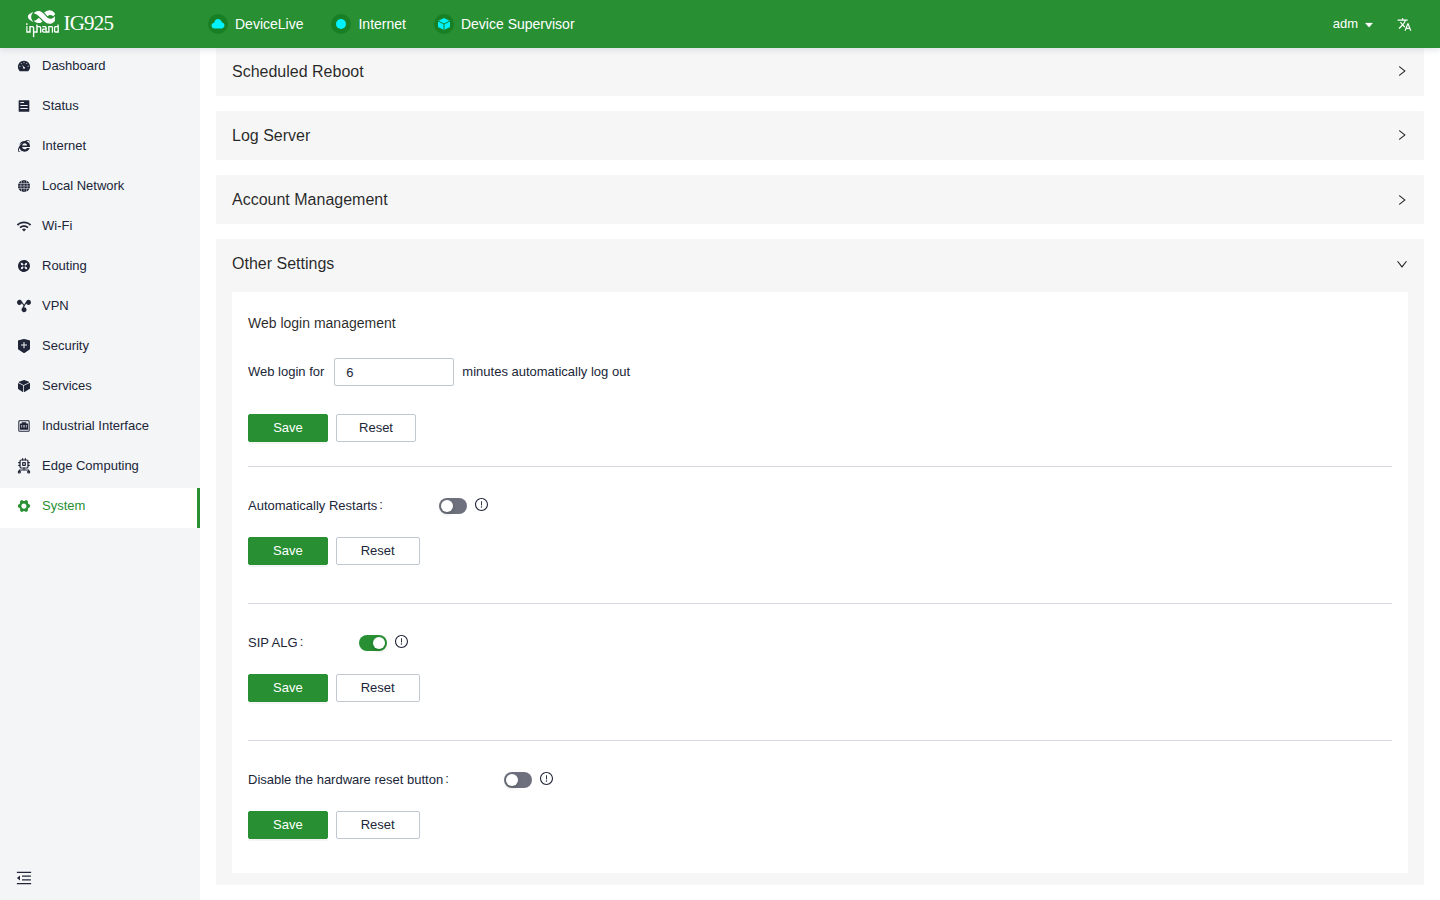 inhand IG925 DeviceLive Internet Device Supervisor adm
Dashboard
Status
Internet
Local Network
Wi-Fi
Routing
VPN
Security
Services
Industrial Interface
Edge Computing
System
Scheduled Reboot
Log Server
Account Management
Other Settings
Web login management
Web login for 6 minutes automatically log out
Save Reset
Automatically Restarts:
Save Reset
SIP ALG:
Save Reset
Disable the hardware reset button:
Save Reset